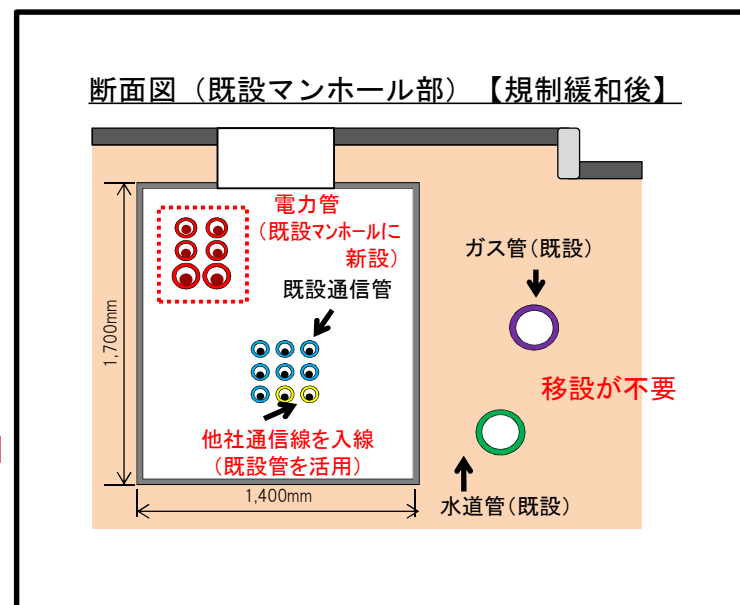 断面図（既設マンホール部）【規制緩和後】
電力管
（既設マンホールに
新設）
既設通信管
ガス管（既設）
1,700mm
移設が不要
他社通信線を入線
（既設管を活用）
1,400mm
水道管（既設）